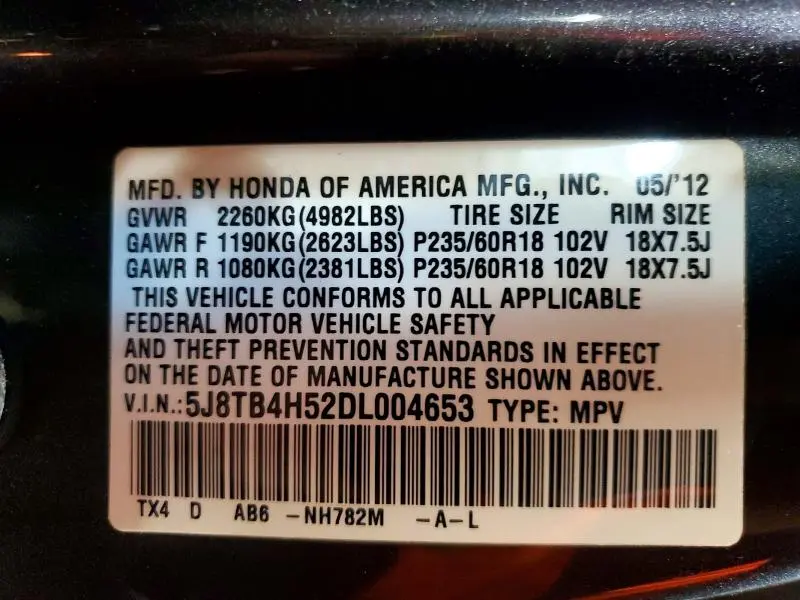 MFD. BY HONDA OF AMERICA MFG., INC. 05/'12
GVWR 2260KG(4982LBS) TIRE SIZE RIM SIZE
GAWR F 1190KG(2623LBS) P235/60R18 102V 18X7.5J
GAWR R 1080KG(2381LBS) P235/60R18 102V 18X7.5J
THIS VEHICLE CONFORMS TO ALL APPLICABLE
FEDERAL MOTOR VEHICLE SAFETY
AND THEFT PREVENTION STANDARDS IN EFFECT
ON THE DATE OF MANUFACTURE SHOWN ABOVE.
V.I.N.:5J8TB4H52DL004653 TYPE: MPV
TX4 D AB6 -NH782M -A-L